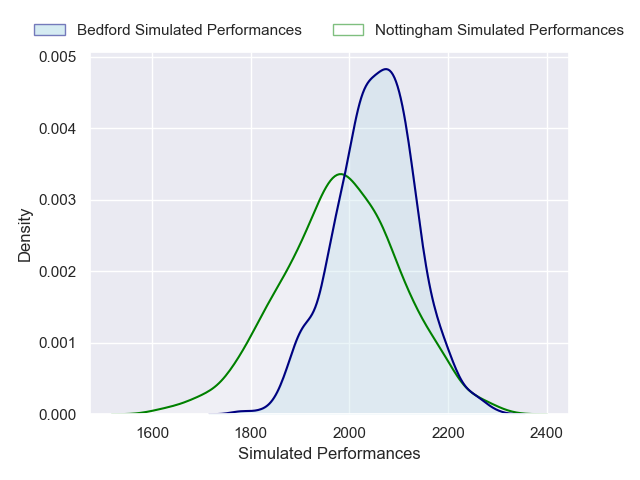 Bedford Simulated Performances
Nottingham Simulated Performances
0.005
0.004
0.003
0.002
0.001
0.000
Density
1600
1800
2000
2200
2400
Simulated Performances